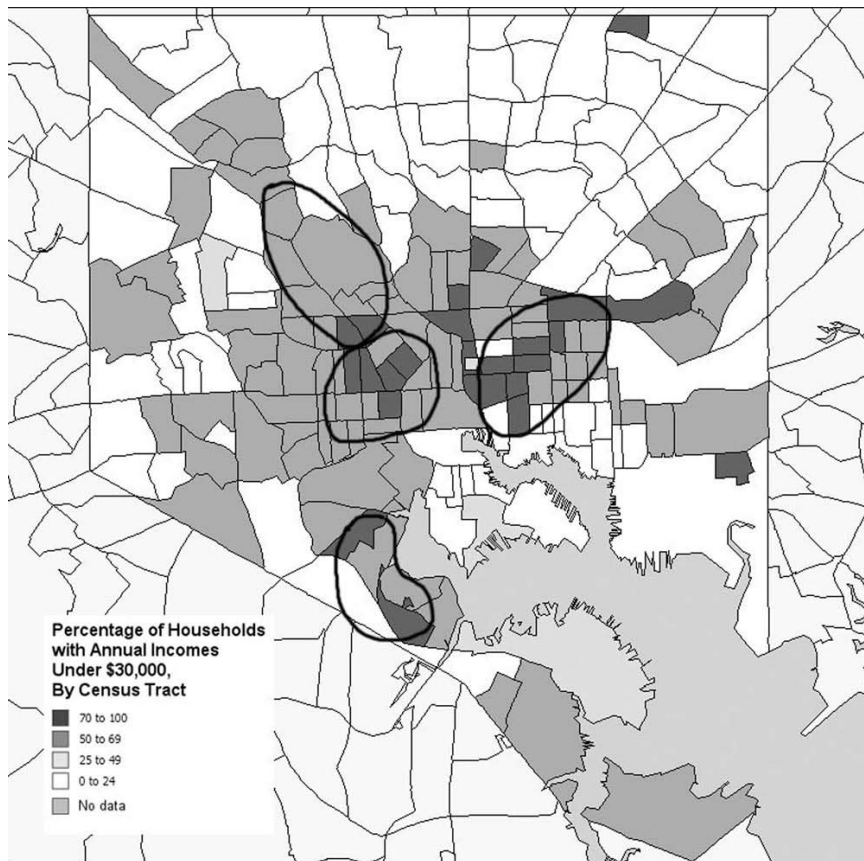 Percentage of Households
with Annual Incomes
Under $30,000,
By Census Tract
70 to 100
50 to 69
25 to 49
0 to 24
No data